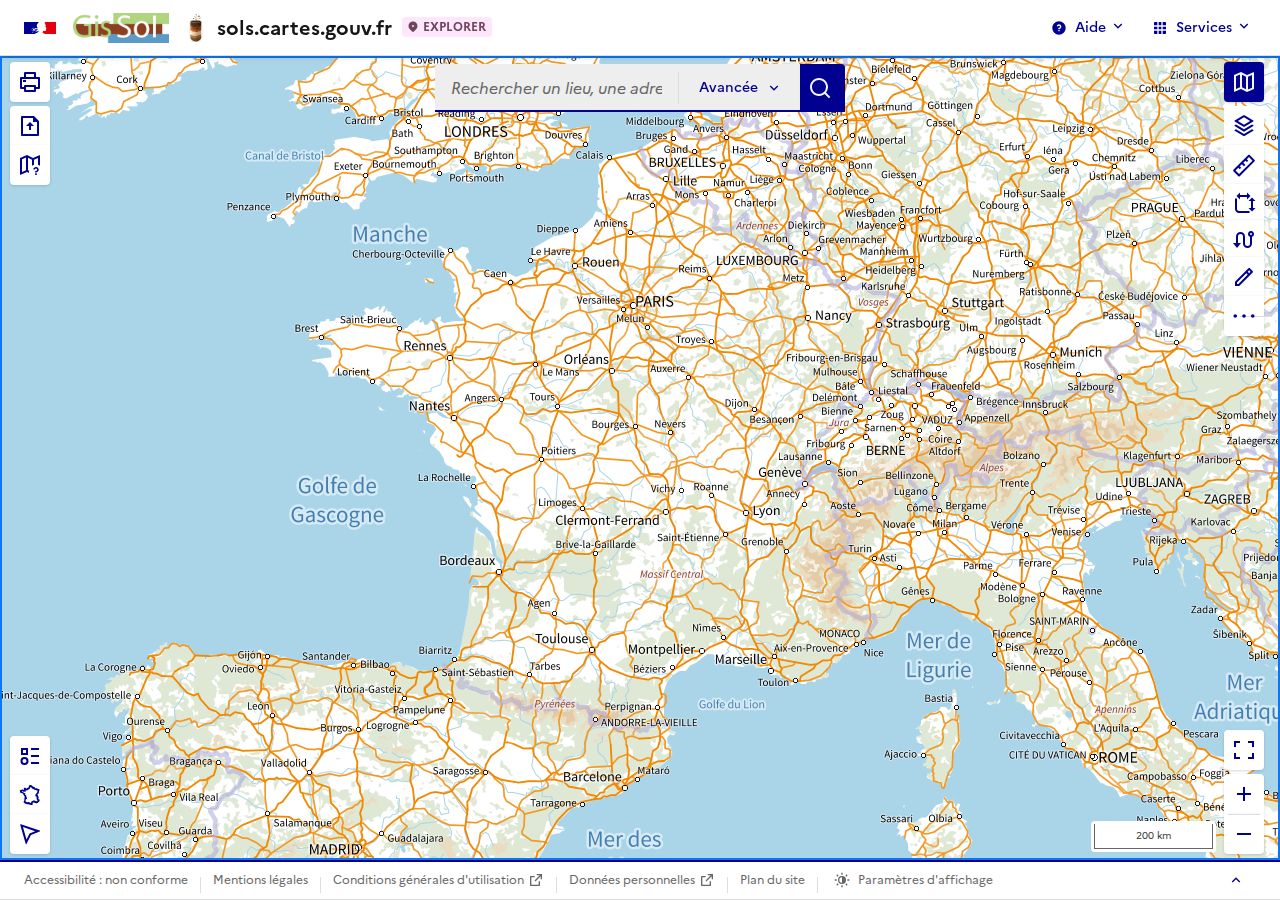 GisSol
sols.cartes.gouv.fr
EXPLORER
Aide
Services
Rechercher un lieu, une adre
Avancée
Killarney
Cork
Swansea
Cardiff
Bristol
Bath
Reading
LONDRES
Douvres
Canal de Bristol
Southampton
Brighton
Exeter
Bournemouth
Portsmouth
Plymouth
Penzance
Coventry
AMSTERDAM
Bielefeld
Brunswick
Magdebourg
Zielona Góra
Cottbus
Eindhoven
Essen
Dortmund
Göttingen
Middelbourg
Bruges
Anvers
Düsseldorf
Wuppertal
Cassel
Leipzig
Dresde
Calais
Gand
Hasselt
BRUXELLES
Maastricht
Cologne
Bonn
Erfurt
Iéna
Gera
Chemnitz
Liberec
Lille
Namur
Liège
Giessen
Ústí nad Labem
Arras
Mons
Charleroi
Coblence
Hof-sur-Saale
Cobourg
PRAGUE
Pardub
Manche
Cherbourg-Octeville
Dieppe
Amiens
Ardennes
Diekirch
Wiesbaden
Mayence
Francfort
Le Havre
Rouen
Arlon
Grevenmacher
Wurtzbourg
Plzeň
Caen
Reims
LUXEMBOURG
Metz
Mannheim
Heidelberg
Fürth
Nuremberg
Jihla
Karlsruhe
Vosges
Ratisbonne
České Budějovice
Versailles
PARIS
Melun
Nancy
Stuttgart
Strasbourg
Ulm
Ingolstadt
Passau
Linz
Brest
Saint-Brieuc
Rennes
Lorient
Orléans
Le Mans
Troyes
Auxerre
Fribourg-en-Brisgau
Mulhouse
Augsbourg
Munich
Rosenheim
VIENNE
Wiener Neustadt
Schaffhouse
Bâle
Liestal
Frauenfeld
Salzbourg
Nantes
Angers
Tours
Dijon
Delémont
Brégence
Innsbruck
Bienne
Zoug
VADUZ
Appenzell
Szombathely
Bourges
Nevers
Besançon
Jura
Sarnen
Graz
Fribourg
Coire
Altdorf
BERNE
Zalaegersze
Poitiers
Lausanne
Bolzano
Klagenfurt
Maribor
La Rochelle
Genève
Sion
Bellinzone
Alpes
Trente
LJUBLJANA
Golfe de
Gascogne
Vichy
Roanne
Annecy
Lugano
Udine
ZAGREB
Limoges
Lyon
Aoste
Côme
Bergame
Trévise
Trieste
Clermont-Ferrand
Novare
Milan
Vérone
Venise
Karlovac
Brive-la-Gaillarde
Saint-Étienne
Grenoble
Rijeka
Bordeaux
Turin
Asti
Prijedo
Massif Central
Parme
Ferrare
Pula
Banja
Gênes
Modène
Bologne
Ravenne
Agen
Zadar
Nîmes
SAINT-MARIN
Toulouse
MONACO
Mer de
Ligurie
Florence
Šibenik
Biarritz
Montpellier
Aix-en-Provence
Nice
Pise
Arezzo
Ancône
Split
La Corogne
Gijón
Oviedo
Santander
Bilbao
Saint-Sébastien
Tarbes
Béziers
Marseille
Toulon
Sienne
Pérouse
Mer
Adriatiqu
int-Jacques-de-Compostelle
Vitoria-Gasteiz
León
Pampelune
Pyrénées
Perpignan
Golfe du Lion
Bastia
Apennins
Ourense
Burgos
Logrogne
ANDORRE-LA-VIEILLE
L'Aquila
Pescara
Vigo
Civitavecchia
iana do Castelo
Bragança
Valladolid
Saragosse
Barcelone
Mataró
Ajaccio
CITÉ DU VATICAN
ROME
Braga
Campobasso
Foggia
Porto
Vila Real
Tarragone
Caserte
Béné
Aveiro
Viseu
Guarda
Salamanque
Sassari
Olbia
Naples
Coimbra
Covilhã
MADRID
Guadalajara
Mer des
200 km
Accessibilité : non conforme
Mentions légales
Conditions générales d'utilisation
Données personnelles
Plan du site
Paramètres d'affichage